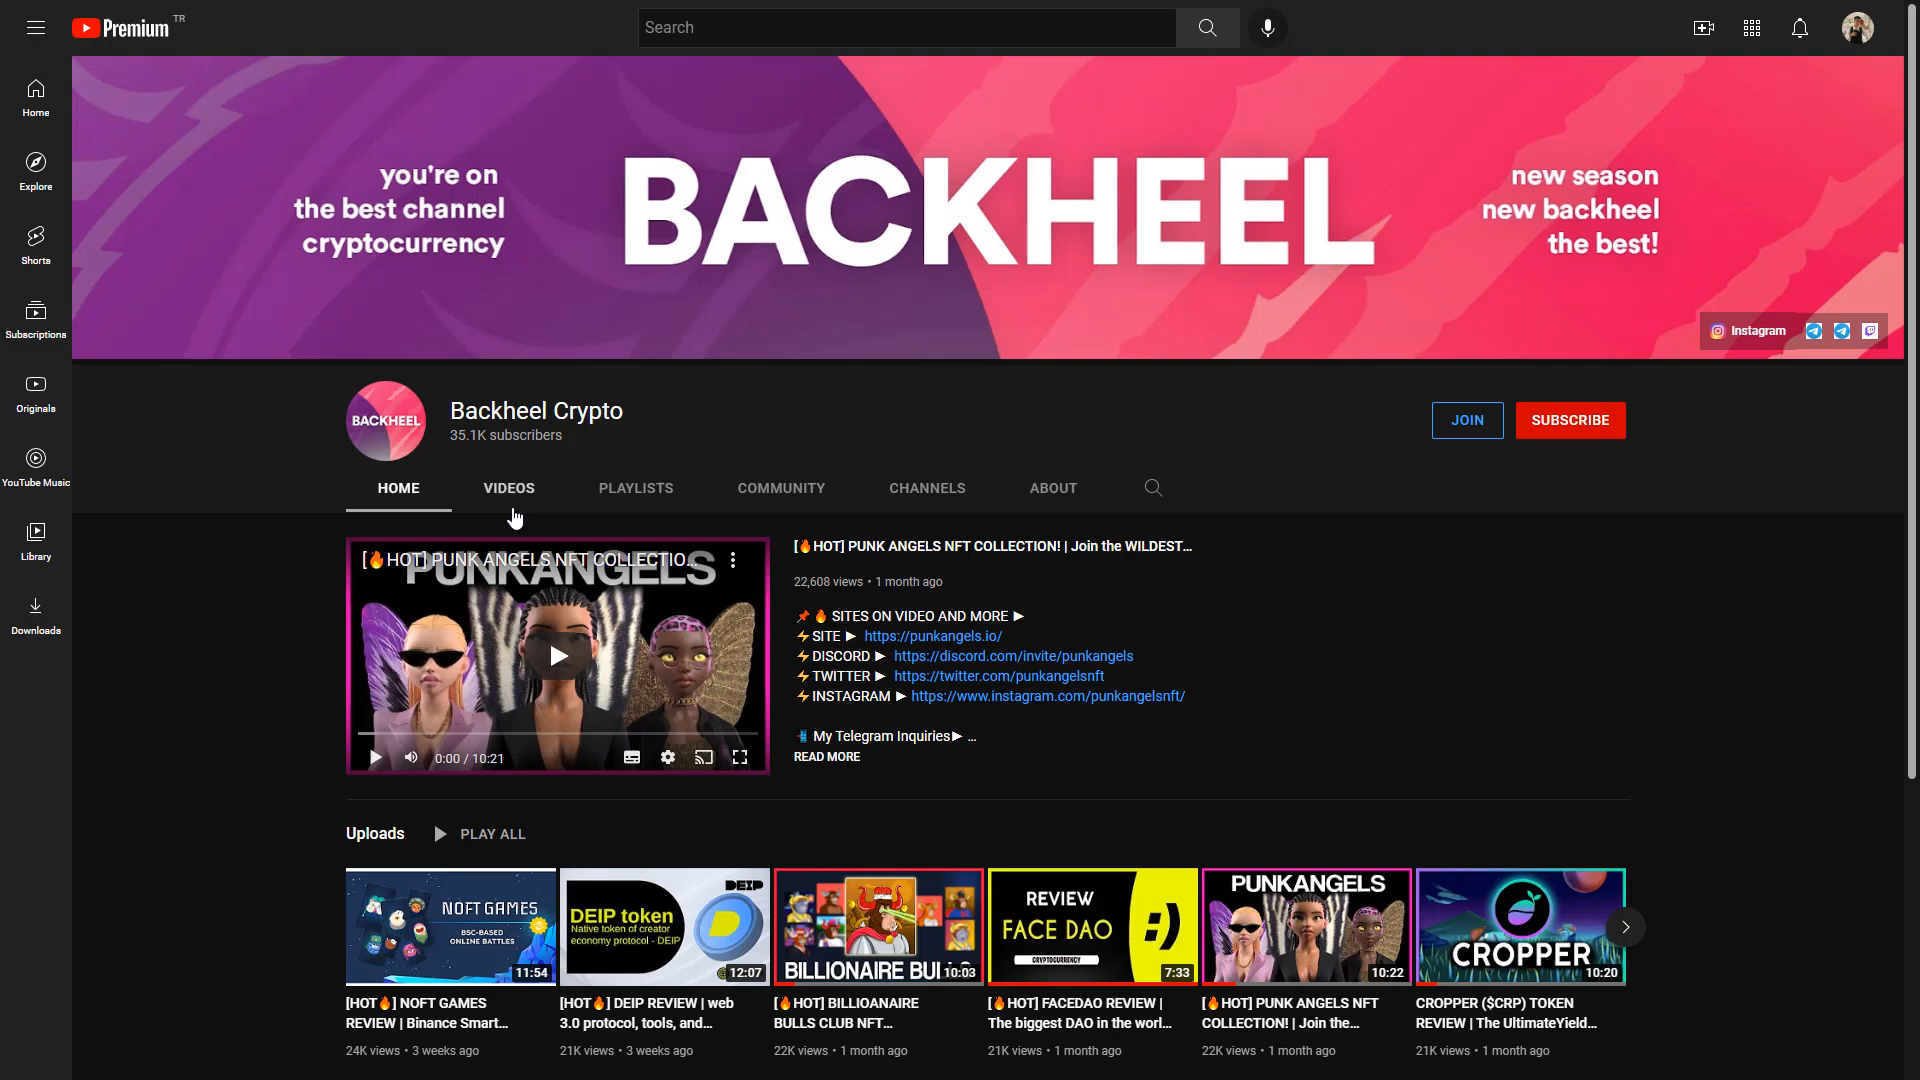 Premium TR
Search
Home
Explore
Shorts
Subscriptions
Originals
YouTube Music
Library
Downloads
you're on
the best channel
cryptocurrency
BACKHEEL
new season
new backheel
the best!
Instagram
BACKHEEL
Backheel Crypto
35.1K subscribers
JOIN
SUBSCRIBE
HOME
VIDEOS
PLAYLISTS
COMMUNITY
CHANNELS
ABOUT
PUNKANGELS
[🔥HOT] PUNK ANGELS NFT COLLECTIO...
0:00 / 10:21
[🔥HOT] PUNK ANGELS NFT COLLECTION! | Join the WILDEST...
22,608 views • 1 month ago
📌🔥 SITES ON VIDEO AND MORE ▶
⚡SITE ▶ https://punkangels.io/
⚡DISCORD ▶ https://discord.com/invite/punkangels
⚡TWITTER ▶ https://twitter.com/punkangelsnft
⚡INSTAGRAM ▶ https://www.instagram.com/punkangelsnft/
My Telegram Inquiries▶ ...
READ MORE
Uploads
PLAY ALL
NOFT GAMES
BSC-BASED
ONLINE BATTLES
11:54
[HOT🔥] NOFT GAMES
REVIEW | Binance Smart...
24K views • 3 weeks ago
DEIP
DEIP token
Native token of creator
economy protocol - DEIP
12:07
[HOT🔥] DEIP REVIEW | web
3.0 protocol, tools, and...
21K views • 3 weeks ago
BILLIONAIRE BUL
10:03
[🔥HOT] BILLIOANAIRE
BULLS CLUB NFT...
22K views • 1 month ago
REVIEW
FACE DAO
CRYPTOCURRENCY
:)
7:33
[🔥HOT] FACEDAO REVIEW |
The biggest DAO in the worl...
21K views • 1 month ago
PUNKANGELS
10:22
[🔥HOT] PUNK ANGELS NFT
COLLECTION! | Join the...
22K views • 1 month ago
CROPPER
10:20
CROPPER ($CRP) TOKEN
REVIEW | The UltimateYield...
21K views • 1 month ago